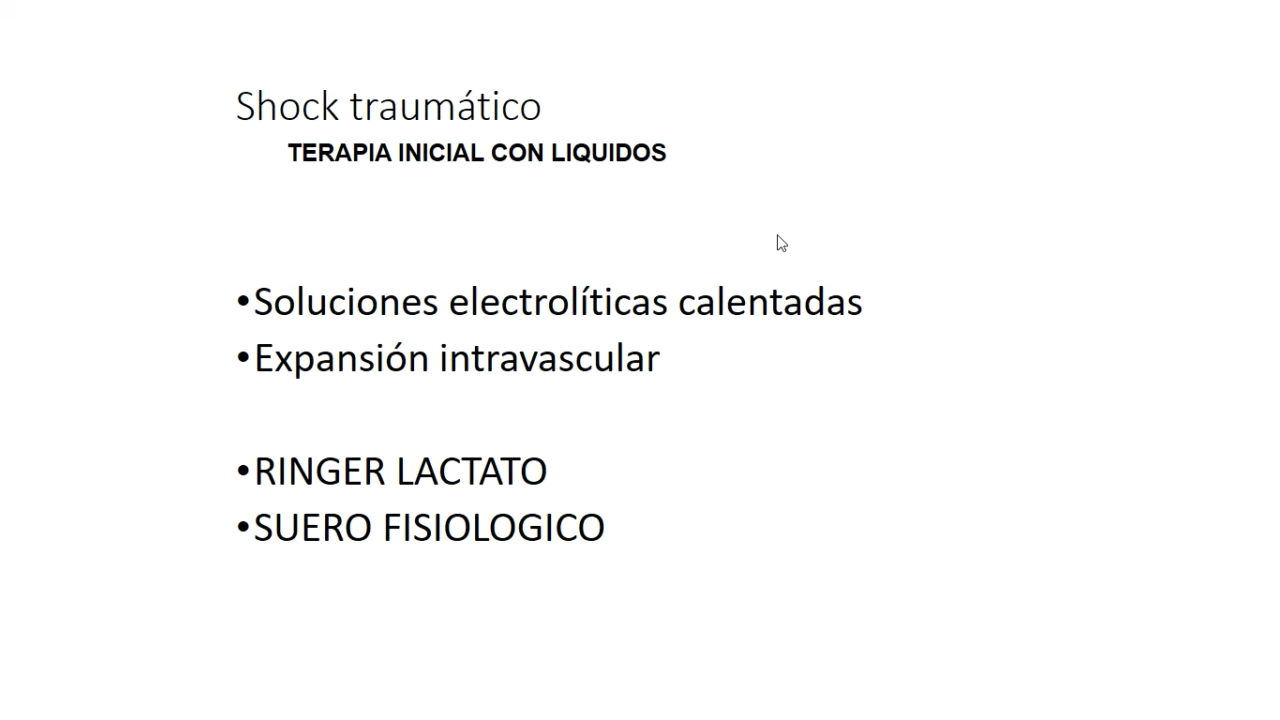 Shock traumático
TERAPIA INICIAL CON LIQUIDOS
•Soluciones electrolíticas calentadas
•Expansión intravascular
•RINGER LACTATO
•SUERO FISIOLOGICO